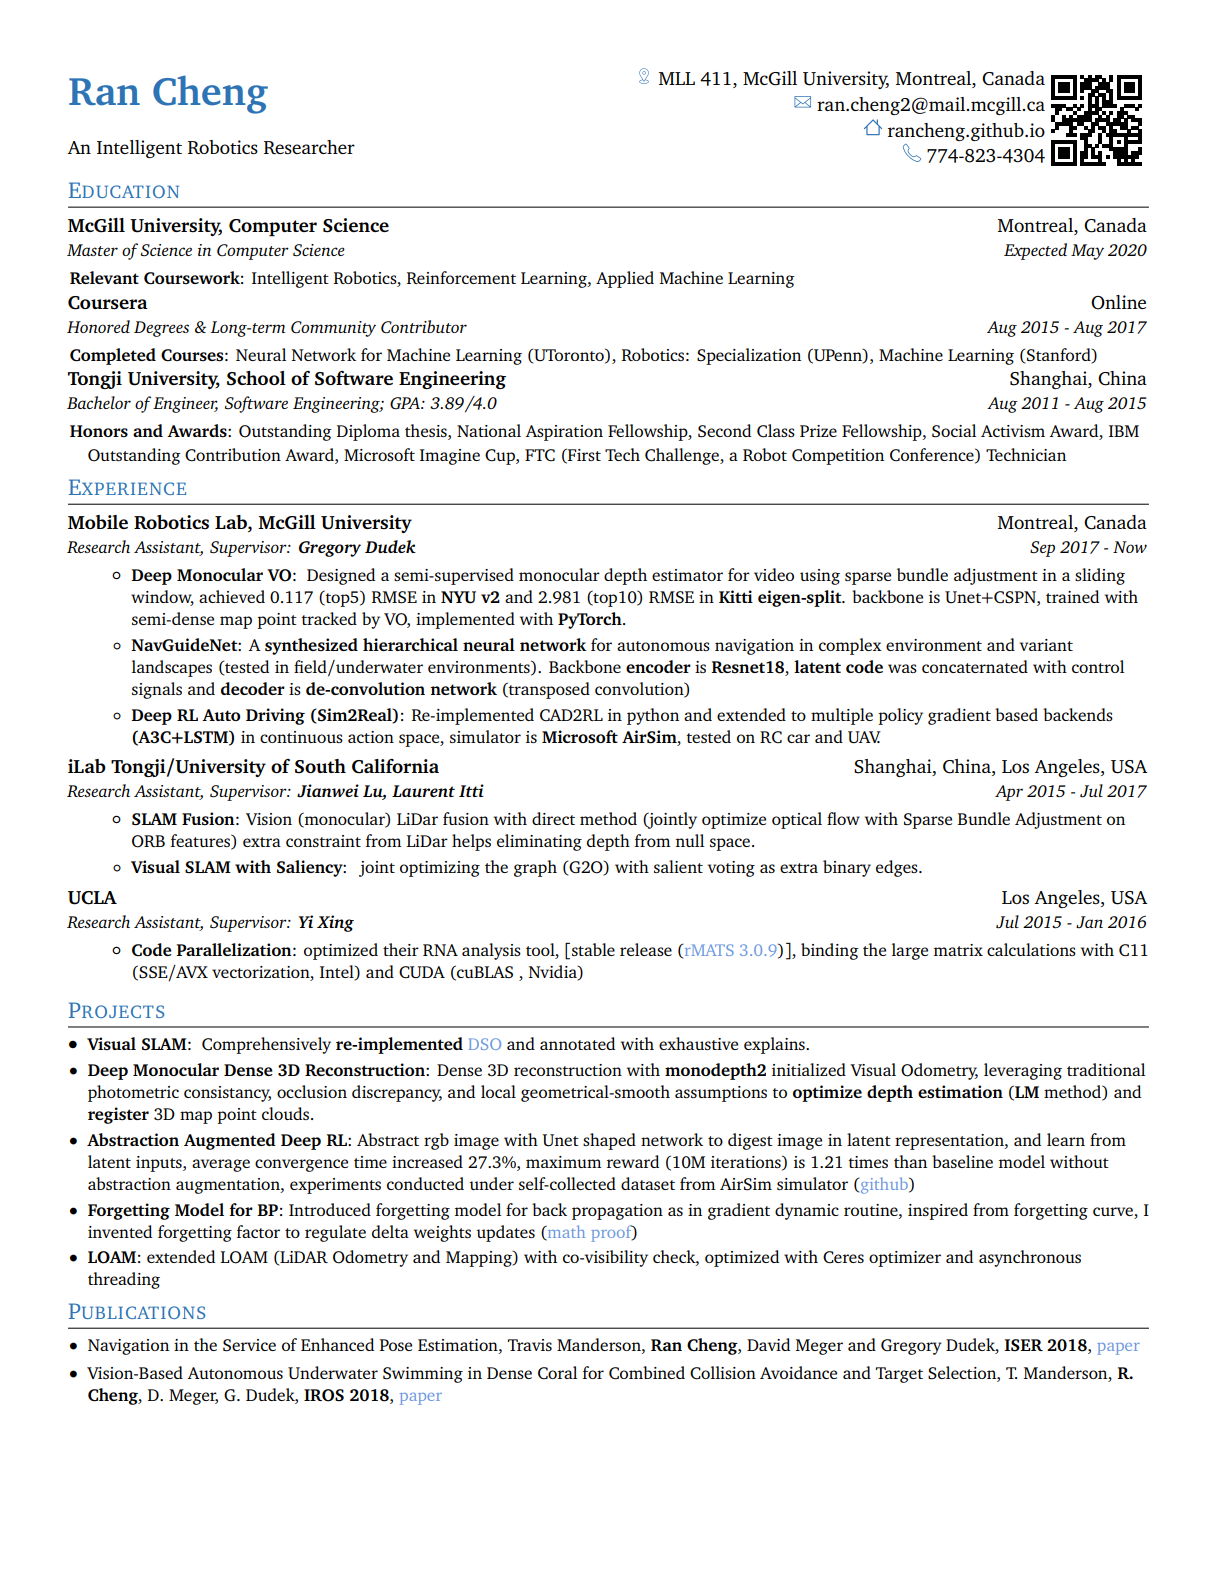 Ran Cheng
An Intelligent Robotics Researcher
MLL 411, McGill University, Montreal, Canada
ran.cheng2@mail.mcgill.ca
rancheng.github.io
774-823-4304
EDUCATION
McGill University, Computer Science Montreal, Canada
Master of Science in Computer Science Expected May 2020
Relevant Coursework: Intelligent Robotics, Reinforcement Learning, Applied Machine Learning
Coursera Online
Honored Degrees & Long-term Community Contributor Aug 2015 - Aug 2017
Completed Courses: Neural Network for Machine Learning (UToronto), Robotics: Specialization (UPenn), Machine Learning (Stanford)
Tongji University, School of Software Engineering Shanghai, China
Bachelor of Engineer, Software Engineering; GPA: 3.89/4.0 Aug 2011 - Aug 2015
Honors and Awards: Outstanding Diploma thesis, National Aspiration Fellowship, Second Class Prize Fellowship, Social Activism Award, IBM
Outstanding Contribution Award, Microsoft Imagine Cup, FTC (First Tech Challenge, a Robot Competition Conference) Technician
EXPERIENCE
Mobile Robotics Lab, McGill University Montreal, Canada
Research Assistant, Supervisor: Gregory Dudek Sep 2017 - Now
◦ Deep Monocular VO: Designed a semi-supervised monocular depth estimator for video using sparse bundle adjustment in a sliding
window, achieved 0.117 (top5) RMSE in NYU v2 and 2.981 (top10) RMSE in Kitti eigen-split. backbone is Unet+CSPN, trained with
semi-dense map point tracked by VO, implemented with PyTorch.
◦ NavGuideNet: A synthesized hierarchical neural network for autonomous navigation in complex environment and variant
landscapes (tested in field/underwater environments). Backbone encoder is Resnet18, latent code was concaternated with control
signals and decoder is de-convolution network (transposed convolution)
◦ Deep RL Auto Driving (Sim2Real): Re-implemented CAD2RL in python and extended to multiple policy gradient based backends
(A3C+LSTM) in continuous action space, simulator is Microsoft AirSim, tested on RC car and UAV.
iLab Tongji/University of South California Shanghai, China, Los Angeles, USA
Research Assistant, Supervisor: Jianwei Lu, Laurent Itti Apr 2015 - Jul 2017
◦ SLAM Fusion: Vision (monocular) LiDar fusion with direct method (jointly optimize optical flow with Sparse Bundle Adjustment on
ORB features) extra constraint from LiDar helps eliminating depth from null space.
◦ Visual SLAM with Saliency: joint optimizing the graph (G2O) with salient voting as extra binary edges.
UCLA Los Angeles, USA
Research Assistant, Supervisor: Yi Xing Jul 2015 - Jan 2016
◦ Code Parallelization: optimized their RNA analysis tool, [stable release (rMATS 3.0.9)], binding the large matrix calculations with C11
(SSE/AVX vectorization, Intel) and CUDA (cuBLAS , Nvidia)
PROJECTS
• Visual SLAM: Comprehensively re-implemented DSO and annotated with exhaustive explains.
• Deep Monocular Dense 3D Reconstruction: Dense 3D reconstruction with monodepth2 initialized Visual Odometry, leveraging traditional
photometric consistancy, occlusion discrepancy, and local geometrical-smooth assumptions to optimize depth estimation (LM method) and
register 3D map point clouds.
• Abstraction Augmented Deep RL: Abstract rgb image with Unet shaped network to digest image in latent representation, and learn from
latent inputs, average convergence time increased 27.3%, maximum reward (10M iterations) is 1.21 times than baseline model without
abstraction augmentation, experiments conducted under self-collected dataset from AirSim simulator (github)
• Forgetting Model for BP: Introduced forgetting model for back propagation as in gradient dynamic routine, inspired from forgetting curve, I
invented forgetting factor to regulate delta weights updates (math proof)
• LOAM: extended LOAM (LiDAR Odometry and Mapping) with co-visibility check, optimized with Ceres optimizer and asynchronous
threading
PUBLICATIONS
• Navigation in the Service of Enhanced Pose Estimation, Travis Manderson, Ran Cheng, David Meger and Gregory Dudek, ISER 2018, paper
• Vision-Based Autonomous Underwater Swimming in Dense Coral for Combined Collision Avoidance and Target Selection, T. Manderson, R.
Cheng, D. Meger, G. Dudek, IROS 2018, paper